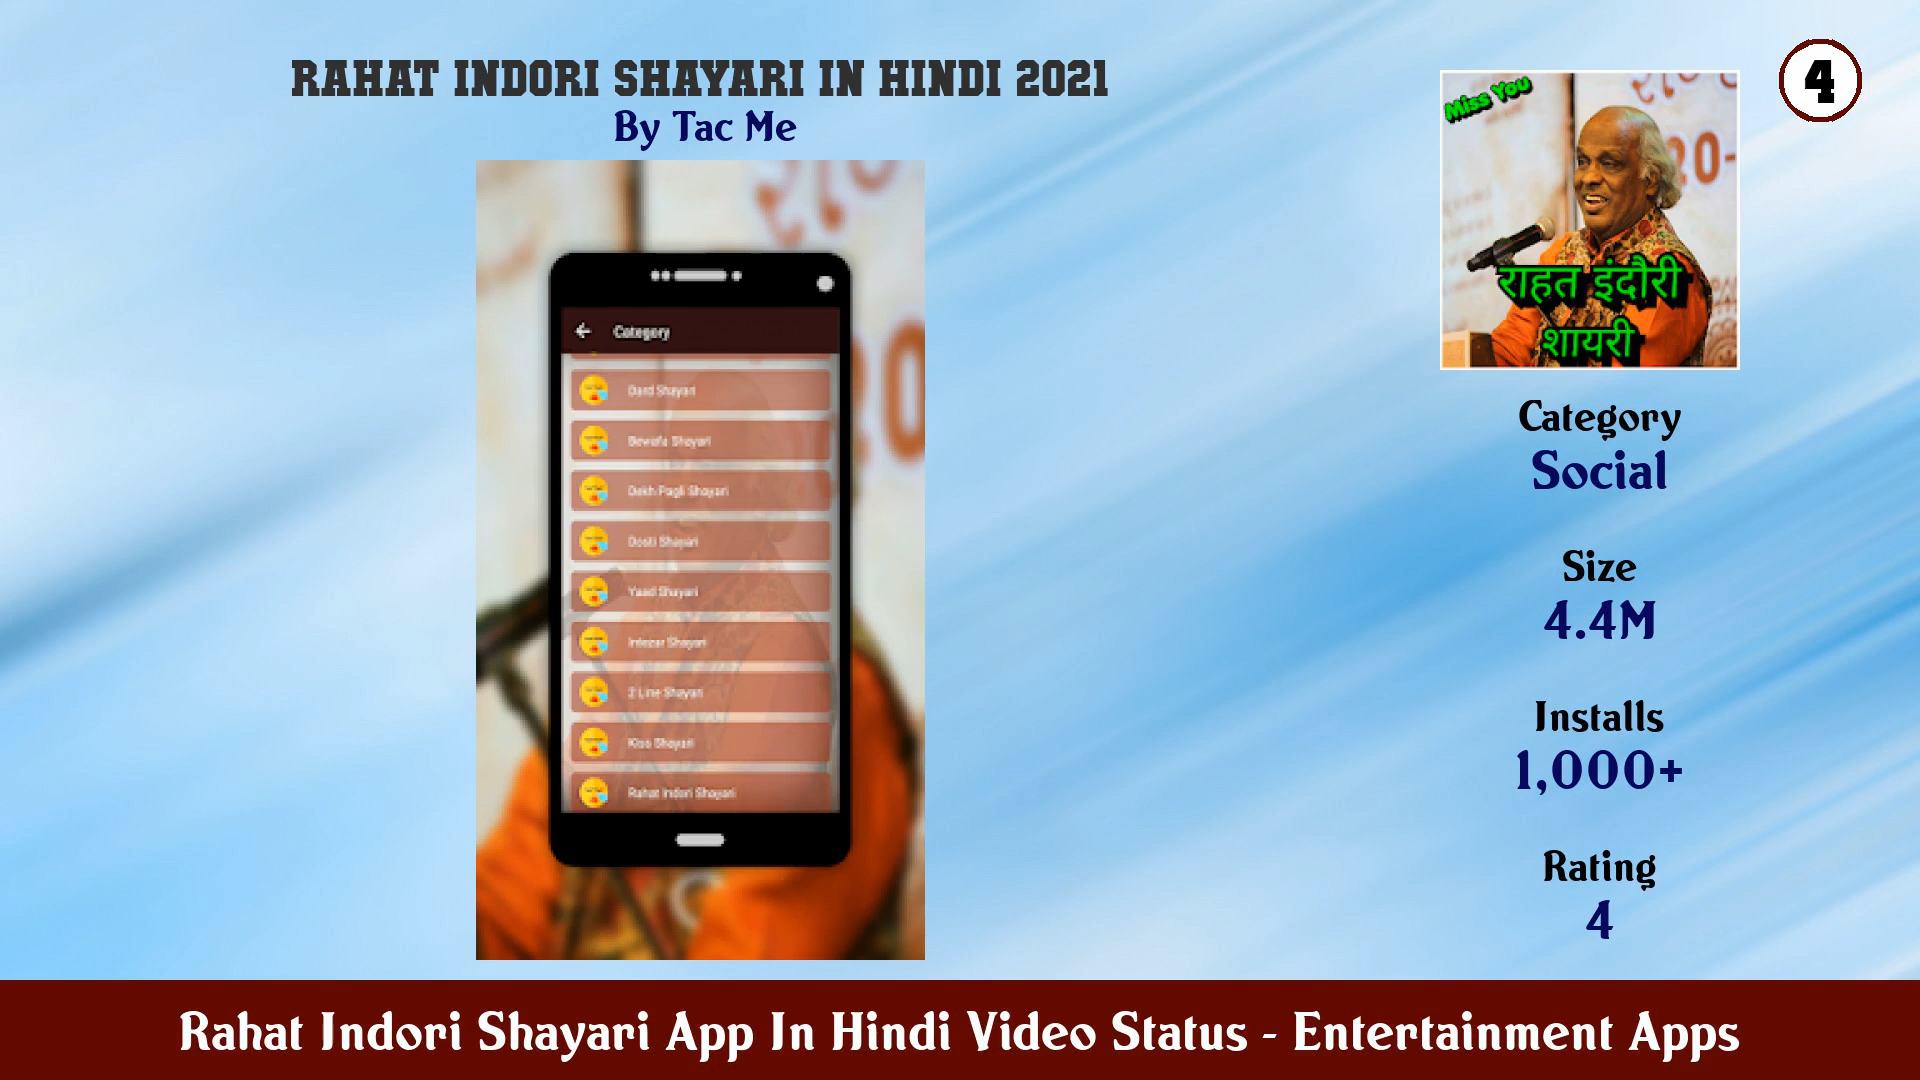 RAHAT INDORI SHAYARI IN HINDI 2021
By Tac Me
Category
Dard Shayari
Bewafa Shayari
Dekh Pagli Shayari
Dosti Shayari
Yaad Shayari
Intezar Shayari
2 Line Shayari
Kiss Shayari
Rahat Indori Shayari
4
Miss You
राहत इंदौरी
शायरी
Category
Social
Size
4.4M
Installs
1,000+
Rating
4
Rahat Indori Shayari App In Hindi Video Status - Entertainment Apps